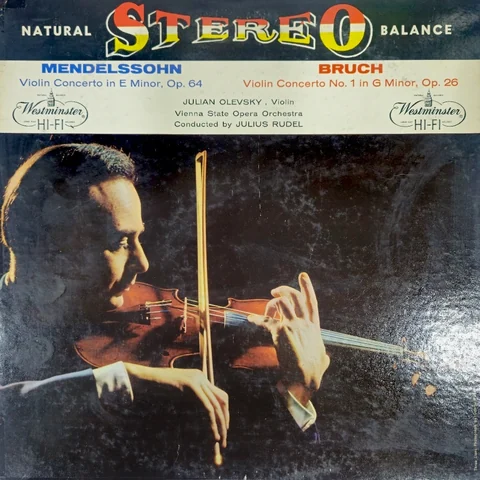 NATURAL STEREO BALANCE
MENDELSSOHN BRUCH
Violin Concerto in E Minor, Op. 64 Violin Concerto No. 1 in G Minor, Op. 26
JULIAN OLEVSKY, Violin
Vienna State Opera Orchestra
Conducted by JULIUS RUDEL
Westminster
HI-FI
Westminster
HI-FI